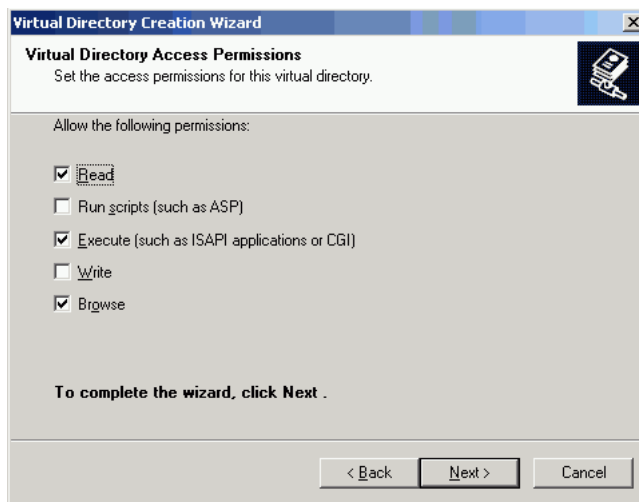 Virtual Directory Creation Wizard
Virtual Directory Access Permissions
Set the access permissions for this virtual directory.
Allow the following permissions:
Read
Run scripts (such as ASP)
Execute (such as ISAPI applications or CGI)
Write
Browse
To complete the wizard, click Next .
< Back Next > Cancel